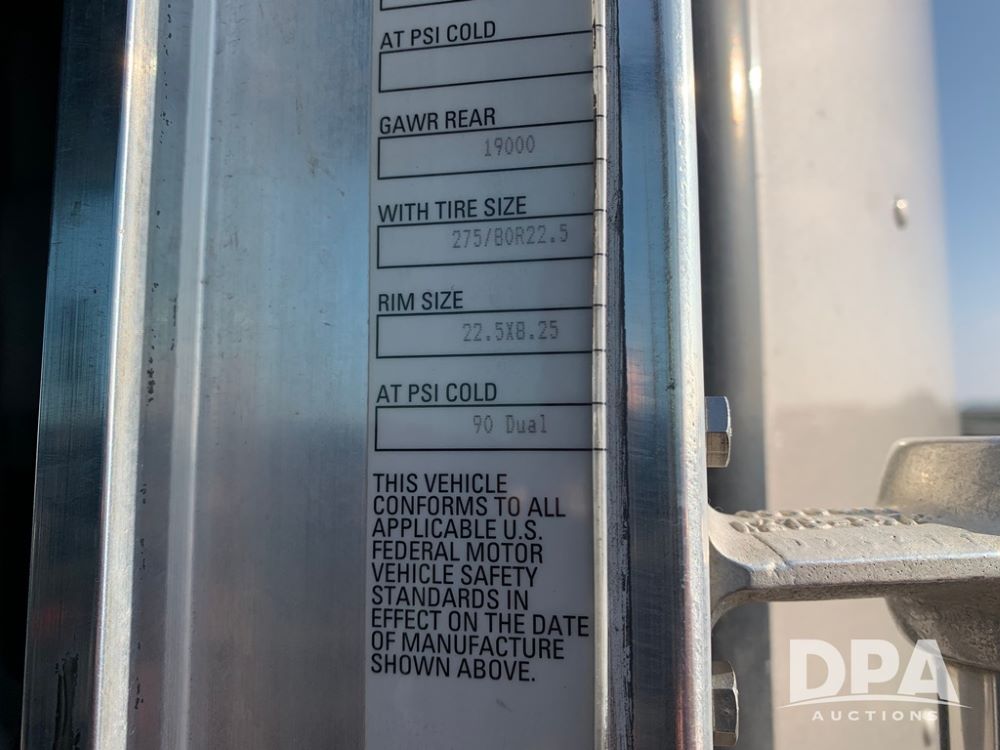 AT PSI COLD
GAWR REAR
19000
WITH TIRE SIZE
275/80R22.5
RIM SIZE
22.5X8.25
AT PSI COLD
90 Dual
THIS VEHICLE
CONFORMS TO ALL
APPLICABLE U.S.
FEDERAL MOTOR
VEHICLE SAFETY
STANDARDS IN
EFFECT ON THE DATE
OF MANUFACTURE
SHOWN ABOVE.
DPA
AUCTIONS